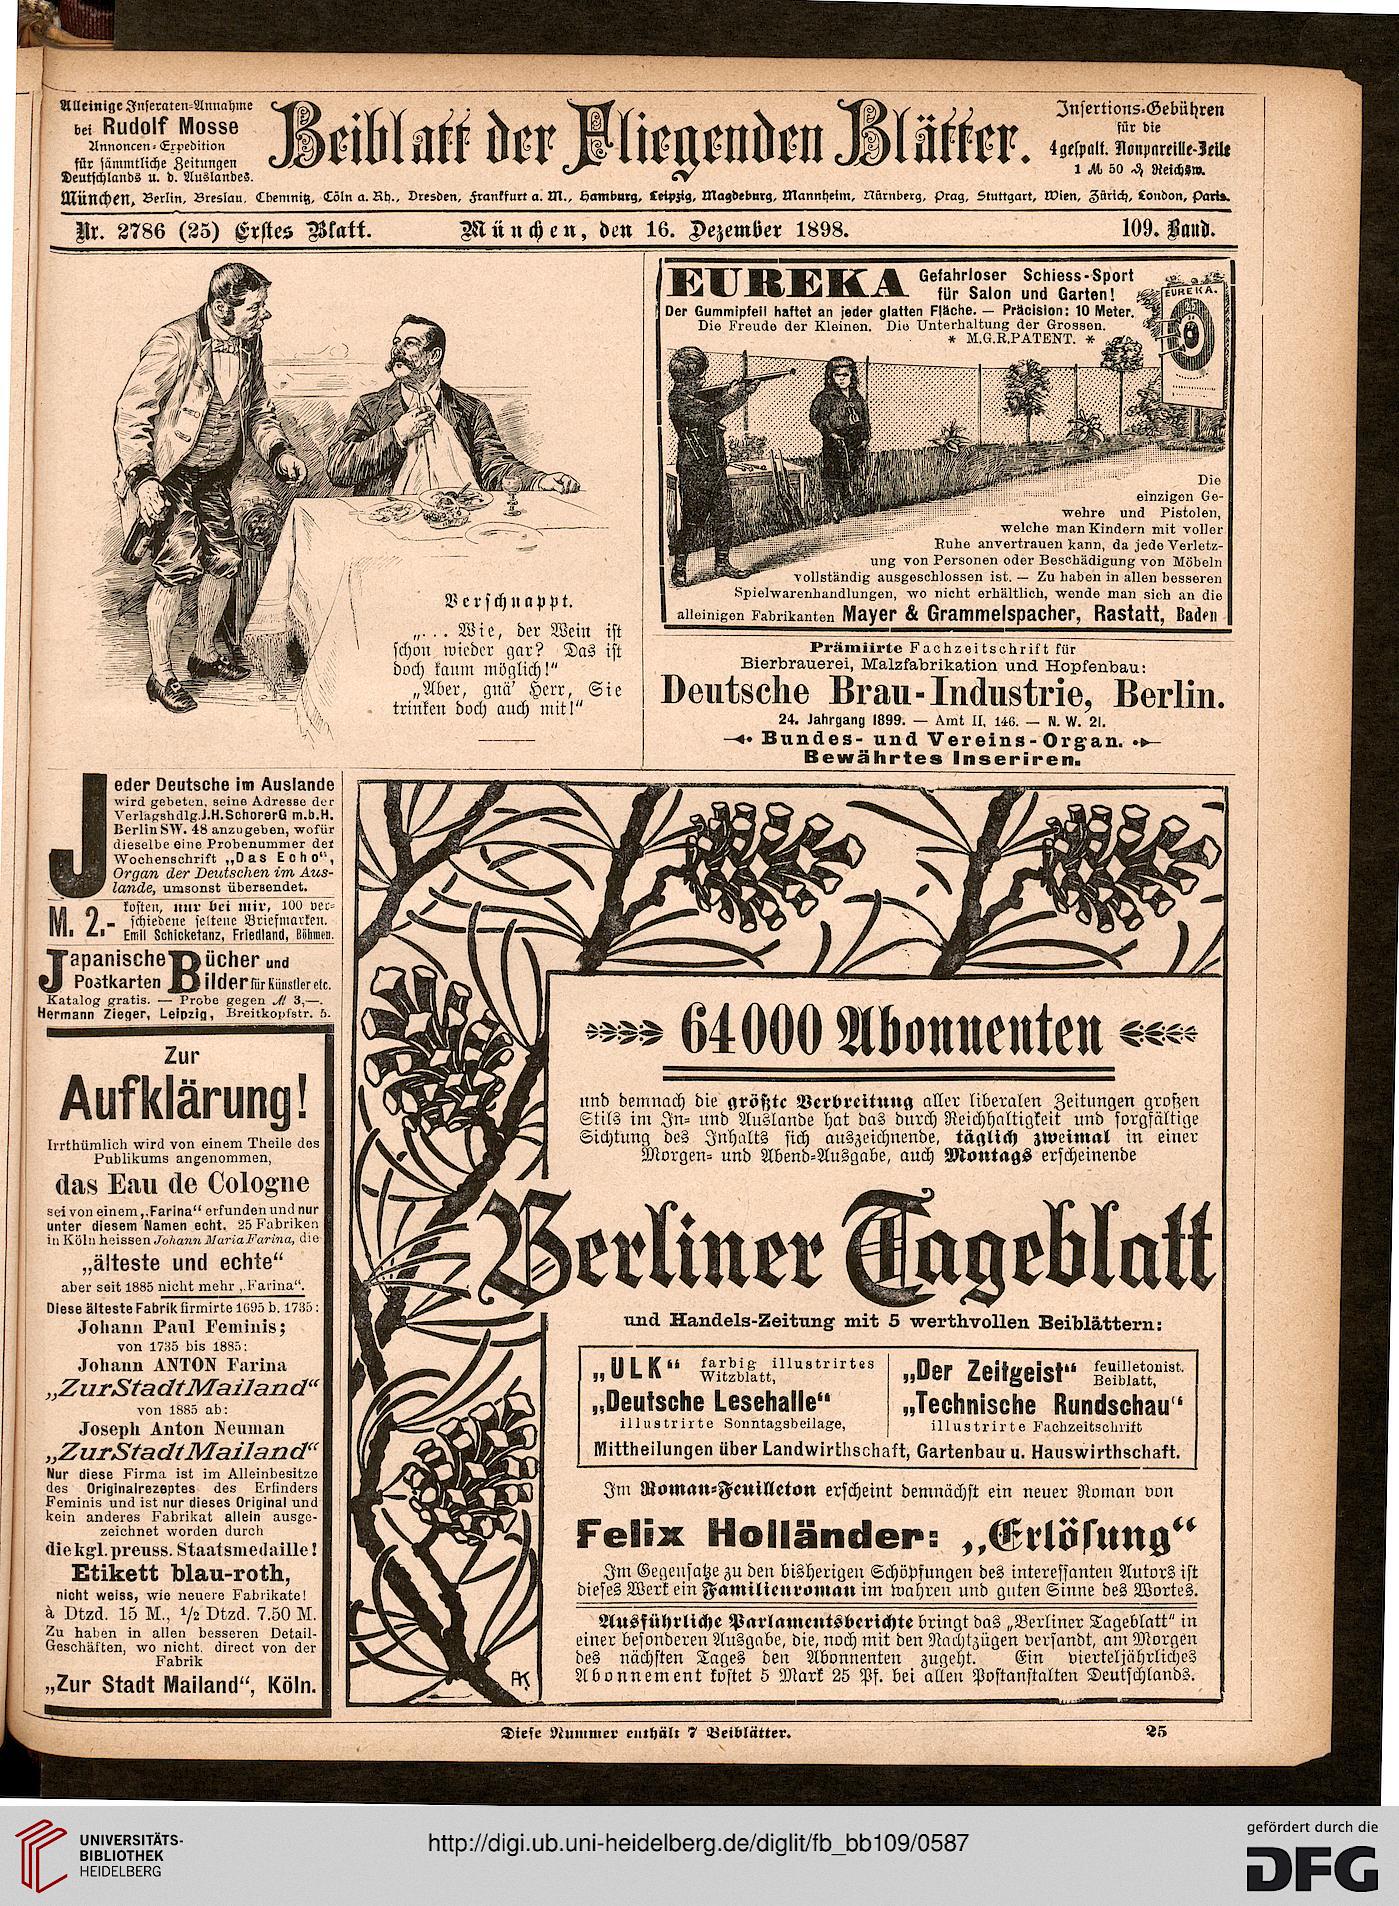 Alleinige Inseraten-Annahme
bei Rudolf Mosse
Annoncen-Expedition
für sämmtliche Zeitungen
Deutschlands u. d. Auslandes.
Beiblatt der Fliegenden Blätter.
Insertions-Gebühren
für die
4gespalt. Nonpareille-Zeile
1 ℳ 50 ₰ Reichsw.
München, Berlin, Breslau, Chemnitz, Cöln a. Rh., Dresden, Frankfurt a. M., Hamburg, Leipzig, Magdeburg, Mannheim, Nürnberg, Prag, Stuttgart, Wien, Zürich, London, Paris.
Nr. 2786 (25) Erstes Blatt. München, den 16. Dezember 1898. 109. Band.
Verschnappt.
„... Wie, der Wein ist
schon wieder gar? Das ist
doch kaum möglich!“
„Aber, gnä’ Herr, Sie
trinken doch auch mit!“
EUREKA
Gefahrloser Schiess-Sport
für Salon und Garten!
Der Gummipfeil haftet an jeder glatten Fläche. — Präcision: 10 Meter.
Die Freude der Kleinen. Die Unterhaltung der Grossen.
* M.G.R.PATENT. *
EUREKA.
Die
einzigen Ge-
wehre und Pistolen,
welche man Kindern mit voller
Ruhe anvertrauen kann, da jede Verletz-
ung von Personen oder Beschädigung von Möbeln
vollständig ausgeschlossen ist. — Zu haben in allen besseren
Spielwarenhandlungen, wo nicht erhältlich, wende man sich an die
alleinigen Fabrikanten Mayer & Grammelspacher, Rastatt, Baden
Prämiirte Fachzeitschrift für
Bierbrauerei, Malzfabrikation und Hopfenbau:
Deutsche Brau-Industrie, Berlin.
24. Jahrgang 1899. — Amt II, 146. — N. W. 21.
Bundes- und Vereins-Organ.
Bewährtes Inseriren.
Jeder Deutsche im Auslande
wird gebeten, seine Adresse der
Verlagshdlg. J.H. Schorer G m.b.H.
Berlin SW. 48 anzugeben, wofür
dieselbe eine Probenummer der
Wochenschrift „Das Echo“,
Organ der Deutschen im Aus-
lande, umsonst übersendet.
M. 2.- kosten, nur bei mir, 100 ver-
schiedene seltene Briefmarken.
Emil Schicketanz, Friedland, Böhmen.
Japanische Bücher und
Postkarten Bilder für Künstler etc.
Katalog gratis. — Probe gegen ℳ 3,—.
Hermann Zieger, Leipzig, Breitkopfstr. 5.
Zur
Aufklärung!
Irrthümlich wird von einem Theile des
Publikums angenommen,
das Eau de Cologne
sei von einem „Farina“ erfunden und nur
unter diesem Namen echt. 25 Fabriken
in Köln heissen Johann Maria Farina, die
„älteste und echte“
aber seit 1885 nicht mehr „Farina“.
Diese älteste Fabrik firmirte 1695 b. 1735:
Johann Paul Feminis;
von 1735 bis 1885:
Johann ANTON Farina
„Zur Stadt Mailand“
von 1885 ab:
Joseph Anton Neuman
„Zur Stadt Mailand“
Nur diese Firma ist im Alleinbesitze
des Originalrezeptes des Erfinders
Feminis und ist nur dieses Original und
kein anderes Fabrikat allein ausge-
zeichnet worden durch
die kgl. preuss. Staatsmedaille!
Etikett blau-roth,
nicht weiss, wie neuere Fabrikate!
à Dtzd. 15 M., ½ Dtzd. 7.50 M.
Zu haben in allen besseren Detail-
Geschäften, wo nicht, direct von der
Fabrik
„Zur Stadt Mailand“, Köln.
64 000 Abonnenten
und demnach die größte Verbreitung aller liberalen Zeitungen großen
Stils im In- und Auslande hat das durch Reichhaltigkeit und sorgfältige
Sichtung des Inhalts sich auszeichnende, täglich zweimal in einer
Morgen- und Abend-Ausgabe, auch Montags erscheinende
Berliner Tageblatt
und Handels-Zeitung mit 5 werthvollen Beiblättern:
„ULK“ farbig illustrirtes Witzblatt,
„Der Zeitgeist“ feuilletonist. Beiblatt,
„Deutsche Lesehalle“
illustrirte Sonntagsbeilage,
„Technische Rundschau“
illustrirte Fachzeitschrift
Mittheilungen über Landwirthschaft, Gartenbau u. Hauswirthschaft.
Im Roman-Feuilleton erscheint demnächst ein neuer Roman von
Felix Holländer: „Erlösung“
Im Gegensatze zu den bisherigen Schöpfungen des interessanten Autors ist
dieses Werk ein Familienroman im wahren und guten Sinne des Wortes.
Ausführliche Parlamentsberichte bringt das „Berliner Tageblatt“ in
einer besonderen Ausgabe, die, noch mit den Nachtzügen versandt, am Morgen
des nächsten Tages den Abonnenten zugeht. Ein vierteljährliches
Abonnement kostet 5 Mark 25 Pf. bei allen Postanstalten Deutschlands.
AK
Diese Nummer enthält 7 Beiblätter.
25
UNIVERSITÄTS-
BIBLIOTHEK
HEIDELBERG
http://digi.ub.uni-heidelberg.de/diglit/fb_bb109/0587
gefördert durch die
DFG